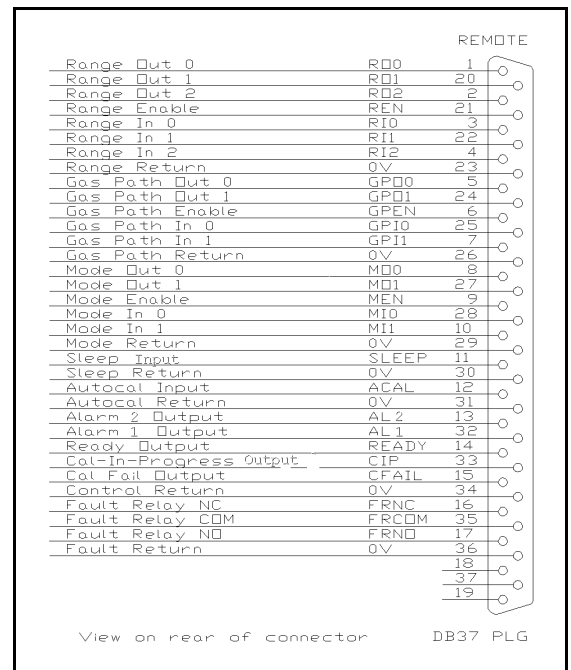 REMOTE
Range Out 0 RO0 1
Range Out 1 RO1 20
Range Out 2 RO2 2
Range Enable REN 21
Range In 0 RI0 3
Range In 1 RI1 22
Range In 2 RI2 4
Range Return 0V 23
Gas Path Out 0 GPO0 5
Gas Path Out 1 GPO1 24
Gas Path Enable GPEN 6
Gas Path In 0 GPI0 25
Gas Path In 1 GPI1 7
Gas Path Return 0V 26
Mode Out 0 MO0 8
Mode Out 1 MO1 27
Mode Enable MEN 9
Mode In 0 MI0 28
Mode In 1 MI1 10
Mode Return 0V 29
Sleep Input SLEEP 11
Sleep Return 0V 30
Autocal Input ACAL 12
Autocal Return 0V 31
Alarm 2 Output AL2 13
Alarm 1 Output AL1 32
Ready Output READY 14
Cal-In-Progress Output CIP 33
Cal Fail Output CFAIL 15
Control Return 0V 34
Fault Relay NC FRNC 16
Fault Relay COM FRCOM 35
Fault Relay NO FRNO 17
Fault Return 0V 36
18
37
19
View on rear of connector DB37 PLG